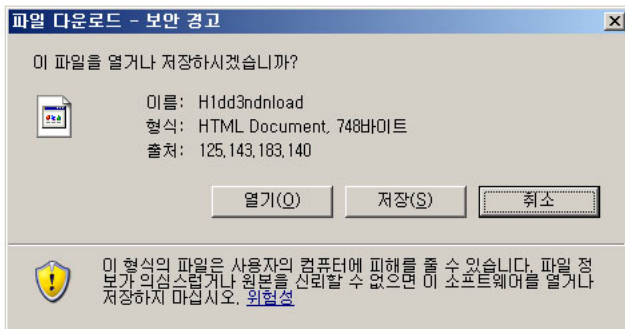 파일 다운로드 - 보안 경고
이 파일을 열거나 저장하시겠습니까?
이름: H1dd3ndnload
형식: HTML Document, 748바이트
출처: 125,143,183,140
열기(O)
저장(S)
취소
이 형식의 파일은 사용자의 컴퓨터에 피해를 줄 수 있습니다. 파일 정
보가 의심스럽거나 원본을 신뢰할 수 없으면 이 소프트웨어를 열거나
저장하지 마십시오. 위험성